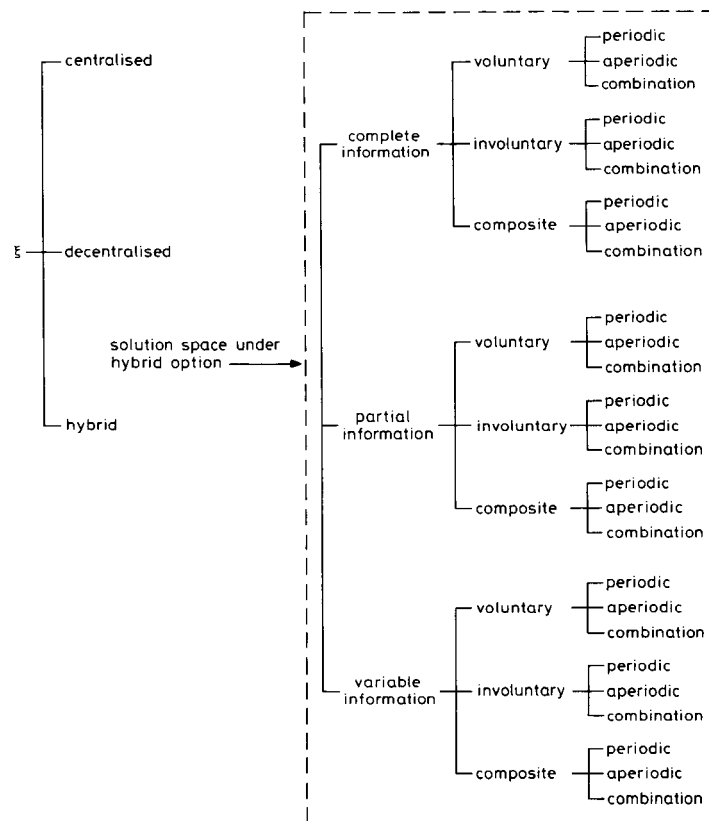 centralised
ξ
decentralised
solution space under
hybrid option
hybrid
complete
information
voluntary
periodic
aperiodic
combination
involuntary
periodic
aperiodic
combination
composite
periodic
aperiodic
combination
partial
information
voluntary
periodic
aperiodic
combination
involuntary
periodic
aperiodic
combination
composite
periodic
aperiodic
combination
variable
information
voluntary
periodic
aperiodic
combination
involuntary
periodic
aperiodic
combination
composite
periodic
aperiodic
combination